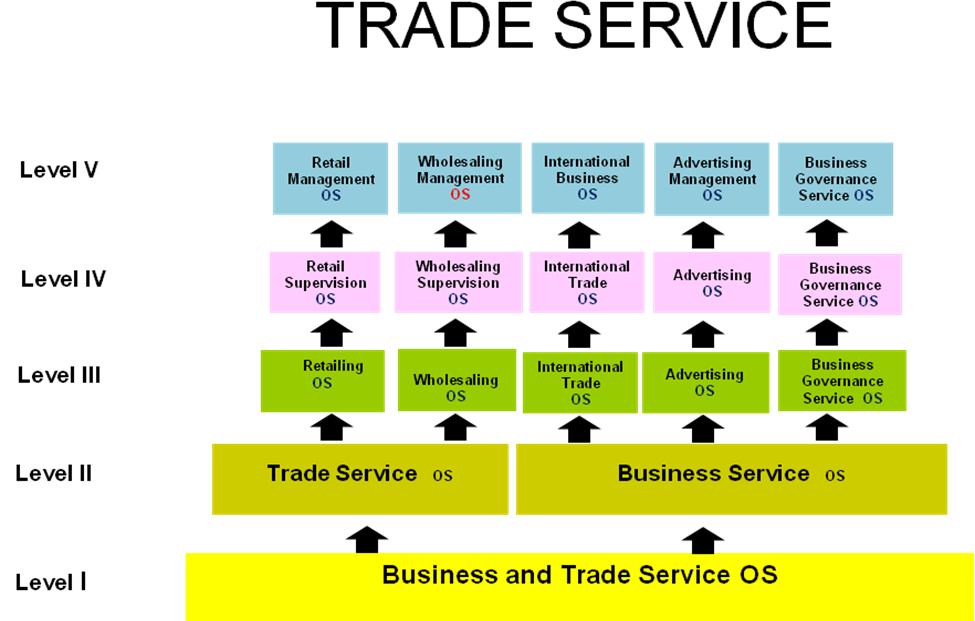 TRADE SERVICE
Level V
Retail
Management
OS
Wholesaling
Management
OS
International
Business
OS
Advertising
Management
OS
Business
Governance
Service OS
Level IV
Retail
Supervision
OS
Wholesaling
Supervision
OS
International
Trade
OS
Advertising
OS
Business
Governance
Service OS
Level III
Retailing
OS
Wholesaling
OS
International
Trade
OS
Advertising
OS
Business
Governance
Service OS
Level II
Trade Service OS
Business Service OS
Level I
Business and Trade Service OS